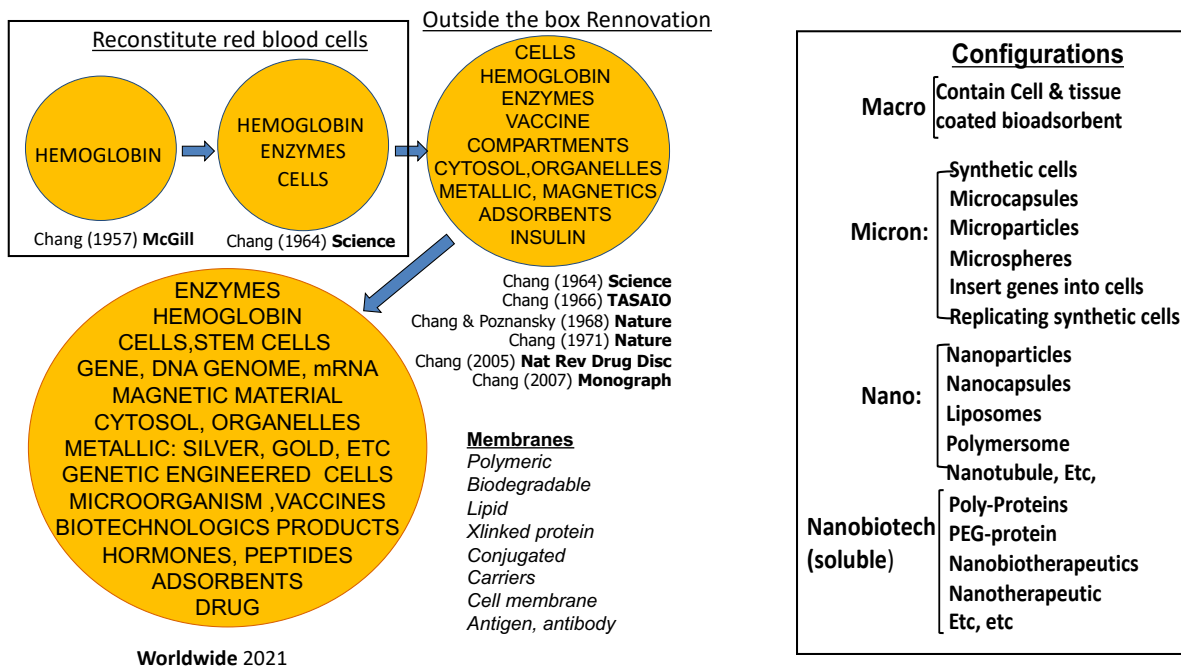 Reconstitute red blood cells
HEMOGLOBIN
Chang (1957) McGill
HEMOGLOBIN
ENZYMES
CELLS
Chang (1964) Science
Outside the box Rennovation
CELLS
HEMOGLOBIN
ENZYMES
VACCINE
COMPARTMENTS
CYTOSOL,ORGANELLES
METALLIC, MAGNETICS
ADSORBENTS
INSULIN
Chang (1964) Science
Chang (1966) TASAIO
Chang & Poznansky (1968) Nature
Chang (1971) Nature
Chang (2005) Nat Rev Drug Disc
Chang (2007) Monograph
ENZYMES
HEMOGLOBIN
CELLS,STEM CELLS
GENE, DNA GENOME, mRNA
MAGNETIC MATERIAL
CYTOSOL, ORGANELLES
METALLIC: SILVER, GOLD, ETC
GENETIC ENGINEERED CELLS
MICROORGANISM ,VACCINES
BIOTECHNOLOGICS PRODUCTS
HORMONES, PEPTIDES
ADSORBENTS
DRUG
Worldwide 2021
Membranes
Polymeric
Biodegradable
Lipid
Xlinked protein
Conjugated
Carriers
Cell membrane
Antigen, antibody
Configurations
Macro
Contain Cell & tissue
coated bioadsorbent
Micron:
Synthetic cells
Microcapsules
Microparticles
Microspheres
Insert genes into cells
Replicating synthetic cells
Nano:
Nanoparticles
Nanocapsules
Liposomes
Polymersome
Nanotubule, Etc,
Nanobiotech
(soluble)
Poly-Proteins
PEG-protein
Nanobiotherapeutics
Nanotherapeutic
Etc, etc